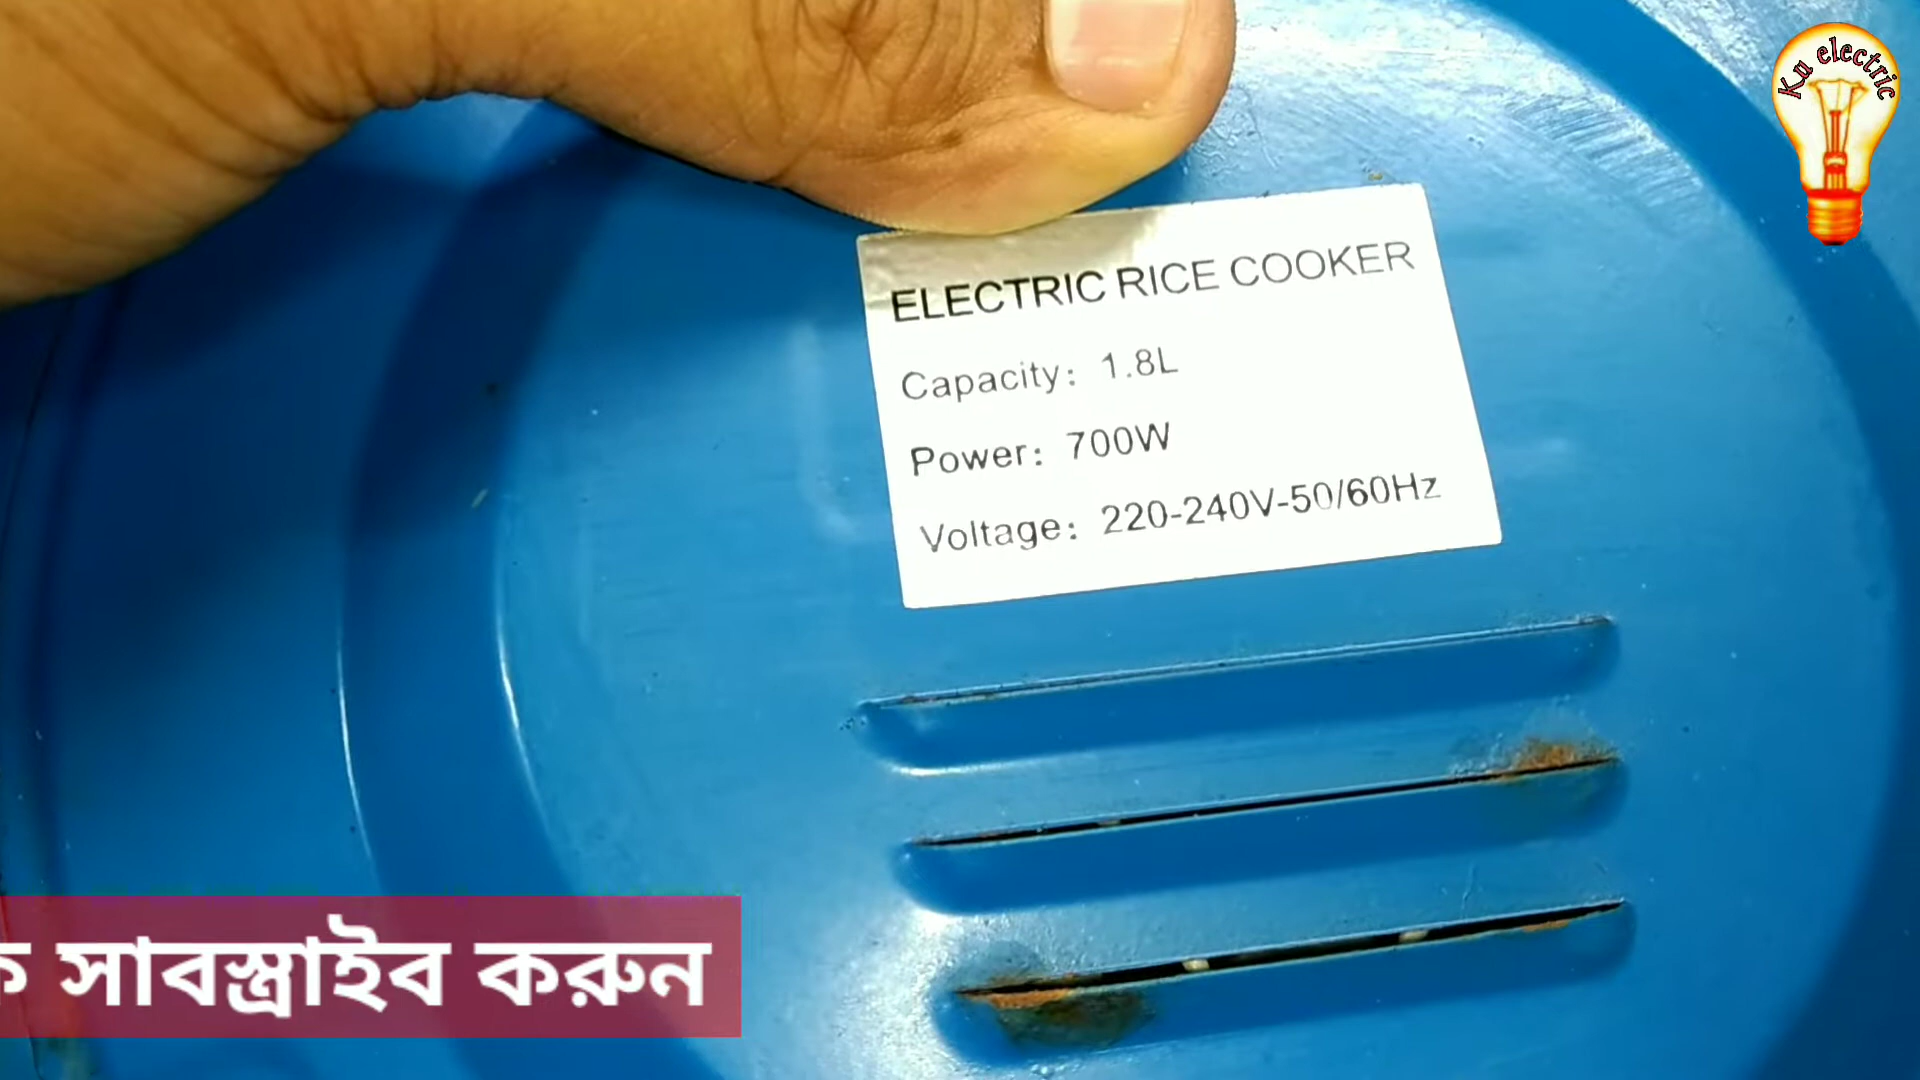 Ku electric
ELECTRIC RICE COOKER
Capacity: 1.8L
Power: 700W
Voltage: 220-240V-50/60Hz
সাবস্ক্রাইব করুন